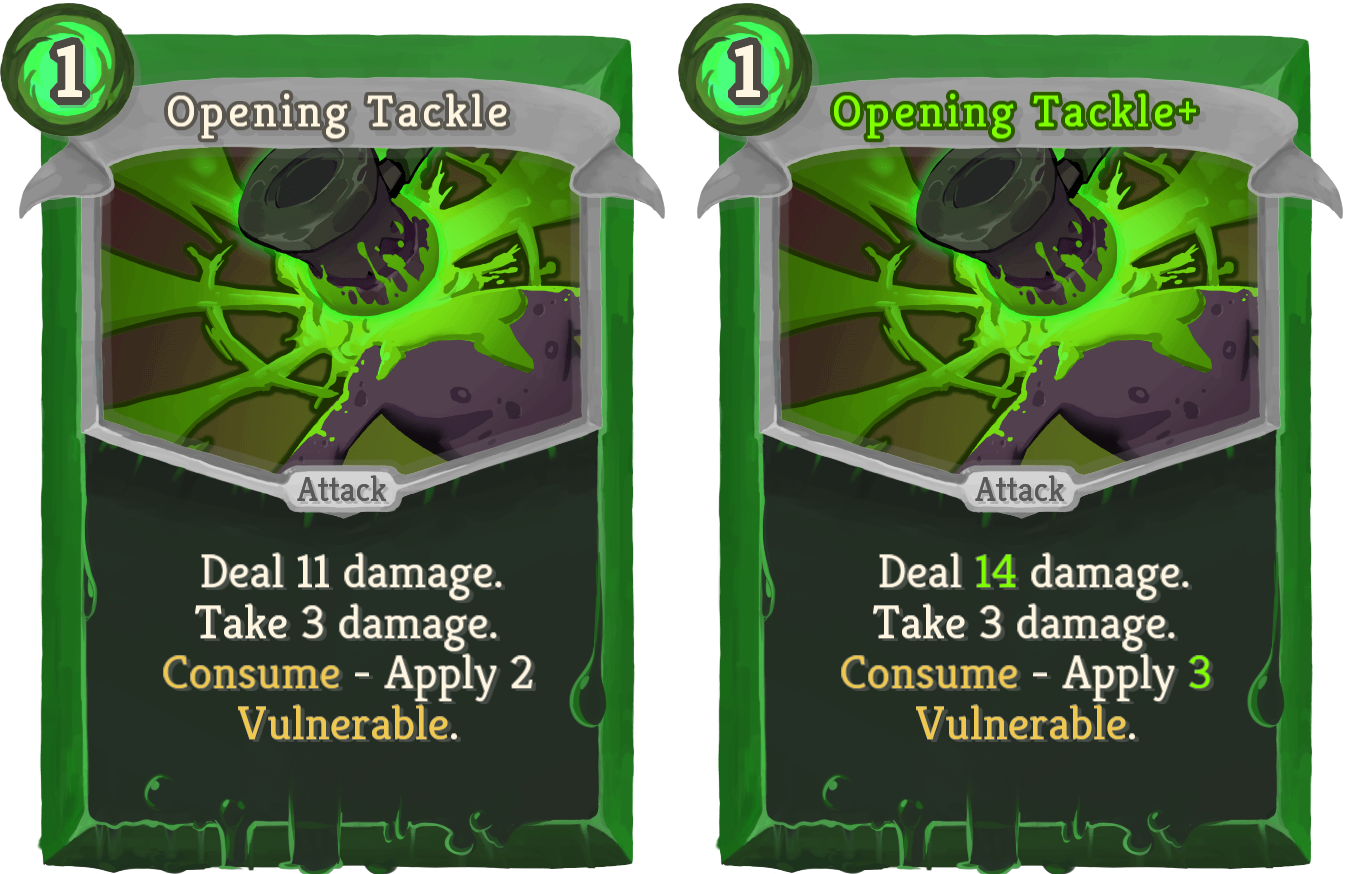 1
Opening Tackle
Attack
Deal 11 damage.
Take 3 damage.
Consume - Apply 2
Vulnerable.
1
Opening Tackle+
Attack
Deal 14 damage.
Take 3 damage.
Consume - Apply 3
Vulnerable.